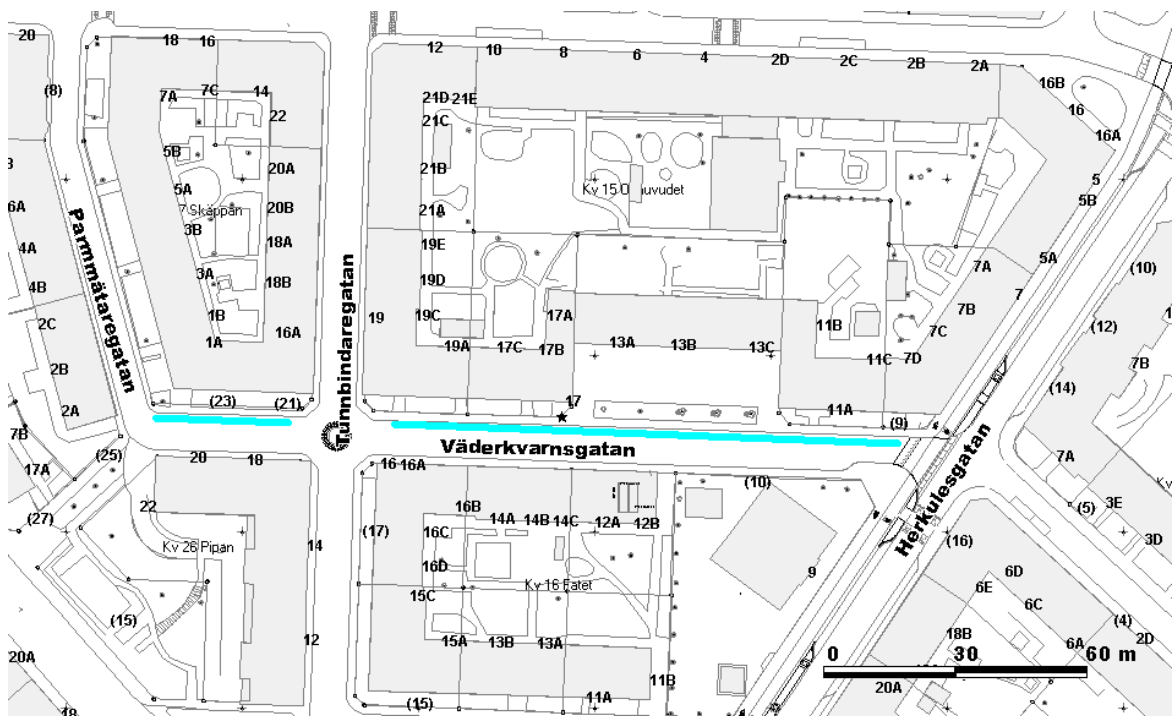 20
18
16
12
10
8
6
4
2D
2C
2B
2A
16B
16
16A
(8)
7A
7C
14
22
21D
21E
21C
5B
20A
21B
5
6A
5A
20B
21A
5B
7 Skäppan
3B
18A
19E
4A
3A
18B
19D
5A
7A
(10)
4B
2C
1B
16A
1A
19
19C
17A
11B
7B
7
7C
(12)
2B
19A
17C
17B
13A
13B
13C
11C
7D
7B
2A
(23)
(21)
17
11A
(9)
(14)
Parmmätaregatan
Tunnbindaregatan
Väderkvarnsgatan
Herkulesgatan
7B
17A
(25)
20
18
16
16A
(10)
7A
(27)
22
16B
14A
14B
14C
12A
12B
(5)
3E
3D
Kv 26 Pipan
14
(17)
16C
16D
Kv 16 Fatet
9
(16)
6D
6E
6C
(4)
(15)
15C
12
15A
13B
13A
18B
6A
2D
20A
11B
11A
(15)
18
0
30
60 m
20A